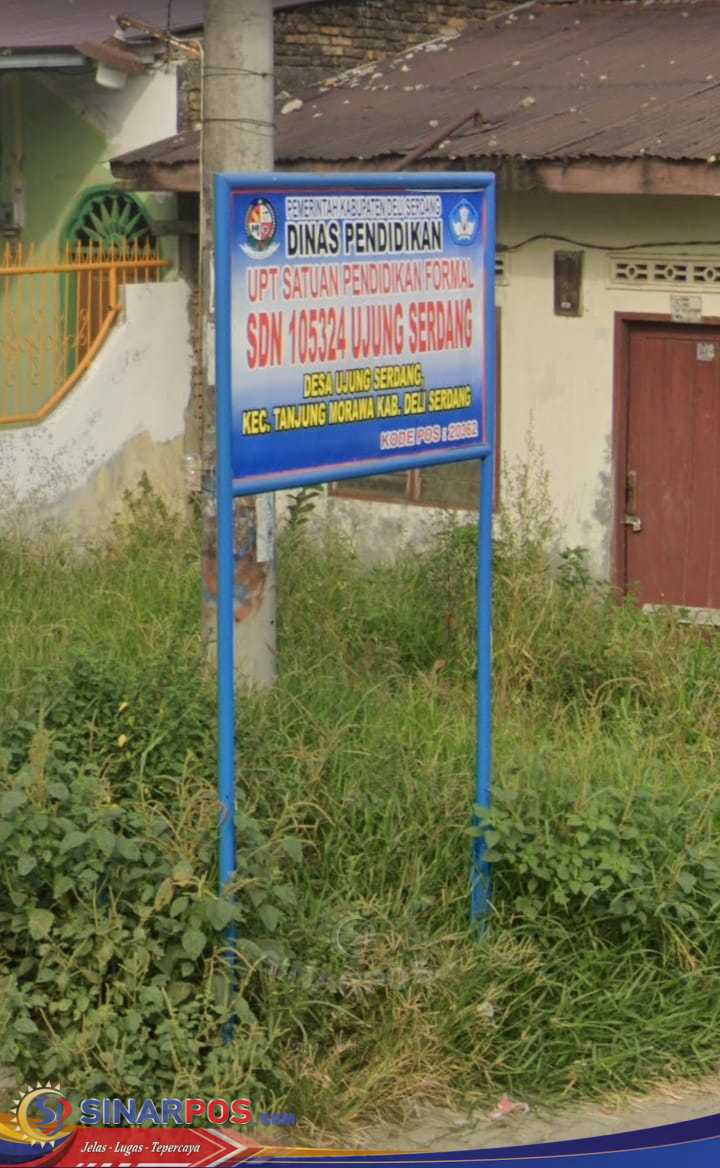 PEMERINTAH KABUPATEN DELI SERDANG
DINAS PENDIDIKAN
UPT SATUAN PENDIDIKAN FORMAL
SDN 105324 UJUNG SERDANG
DESA UJUNG SERDANG,
KEC. TANJUNG MORAWA KAB. DELI SERDANG
KODE POS : 20362
SINARPOS.COM
Jelas - Lugas - Tepercaya